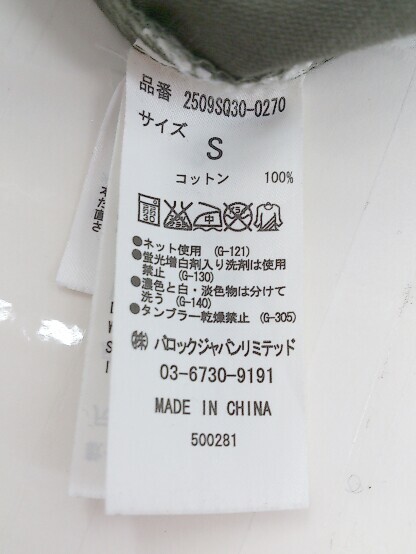 品番 2509SQ30-0270
サイズ
S
コットン 100%
●ネット使用 (G-121)
●蛍光増白剤入り洗剤は使用
禁止 (G-130)
●濃色と白・淡色物は分けて
洗う (G-140)
●タンブラー乾燥禁止 (G-305)
㈱ バロックジャパンリミテッド
03-6730-9191
MADE IN CHINA
500281